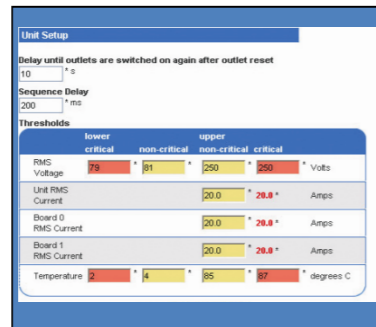 Unit Setup
Delay until outlets are switched on again after outlet reset
10 * s
Sequence Delay
200 * ms
Thresholds
lower upper
critical non-critical non-critical critical
RMS Voltage 79 * 81 * 250 * 250 * Volts
Unit RMS Current 20.0 * 20.0 * Amps
Board 0 RMS Current 20.0 * 20.0 * Amps
Board 1 RMS Current 20.0 * 20.0 * Amps
Temperature 2 * 4 * 85 * 87 * degrees C